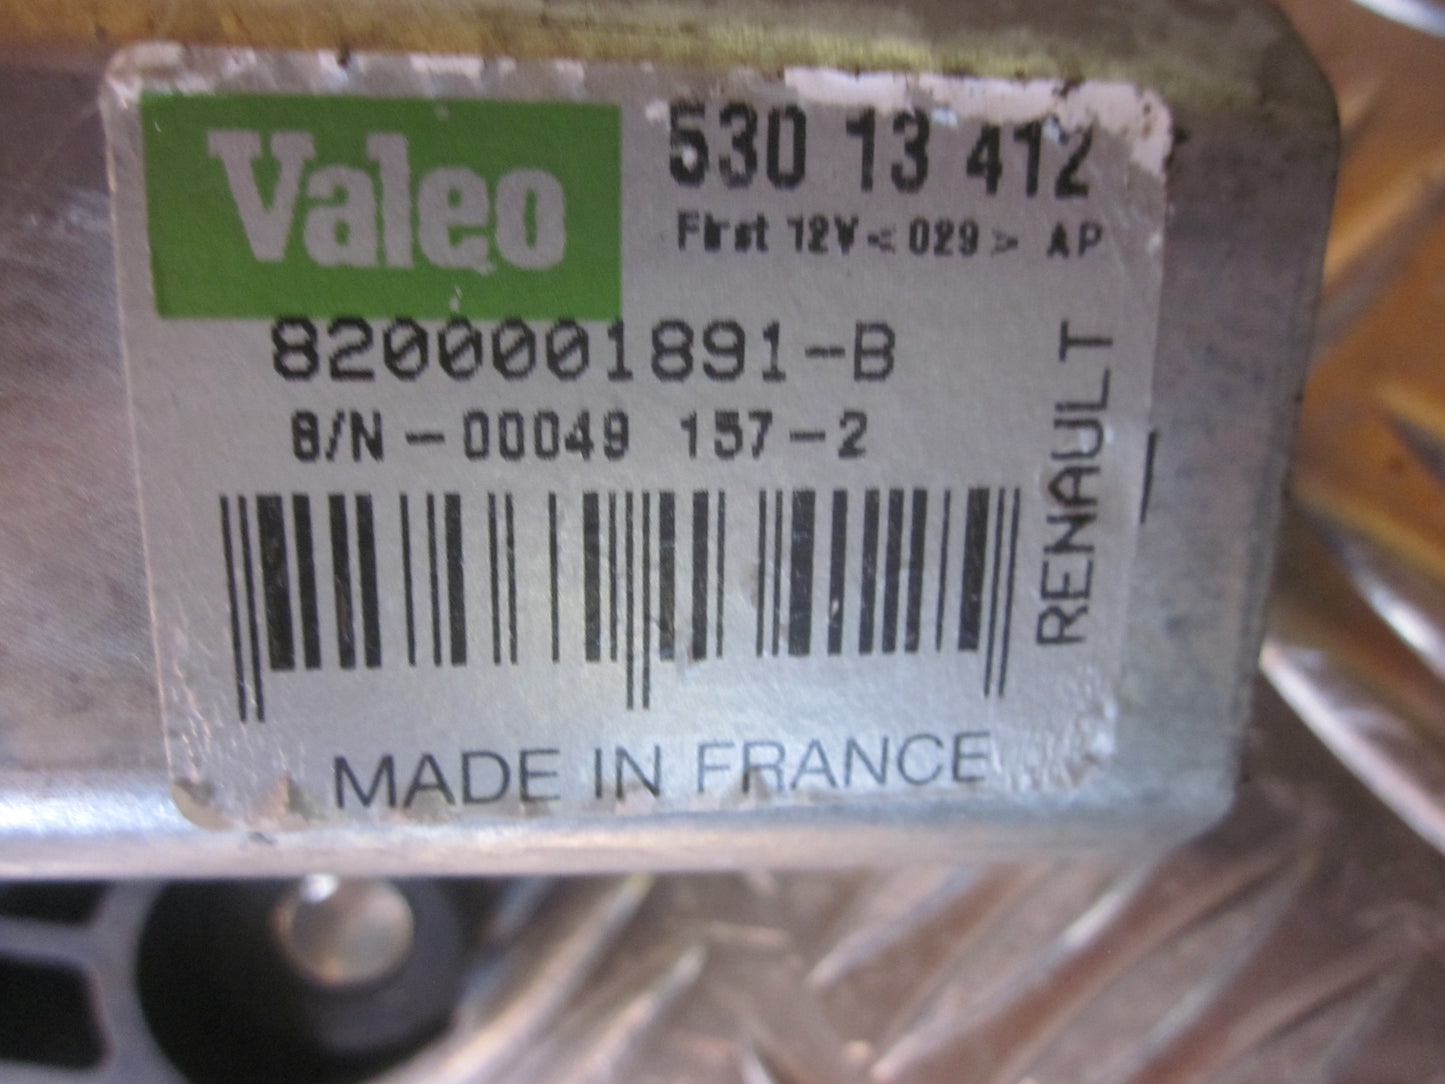 Valeo
530 13 412
First 12V < 029 > AP
8200001891-B
S/N - 00049 157-2
RENAULT
MADE IN FRANCE